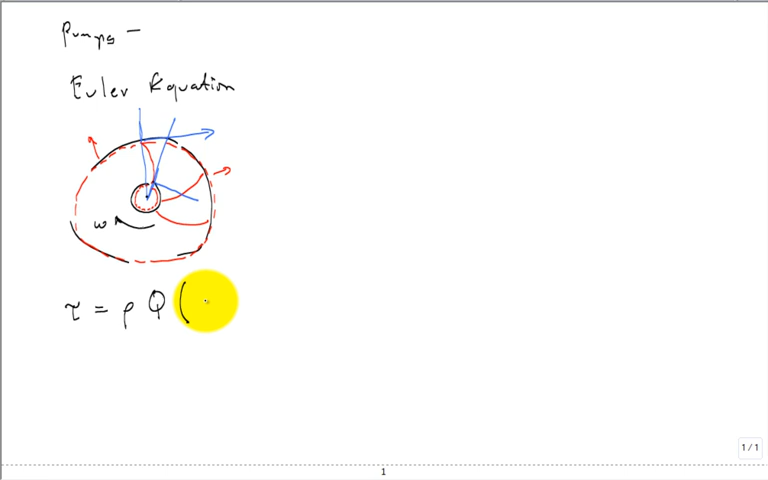 Pumps -
Euler Equation
ω
τ = ρ Q (
1 / 1
1